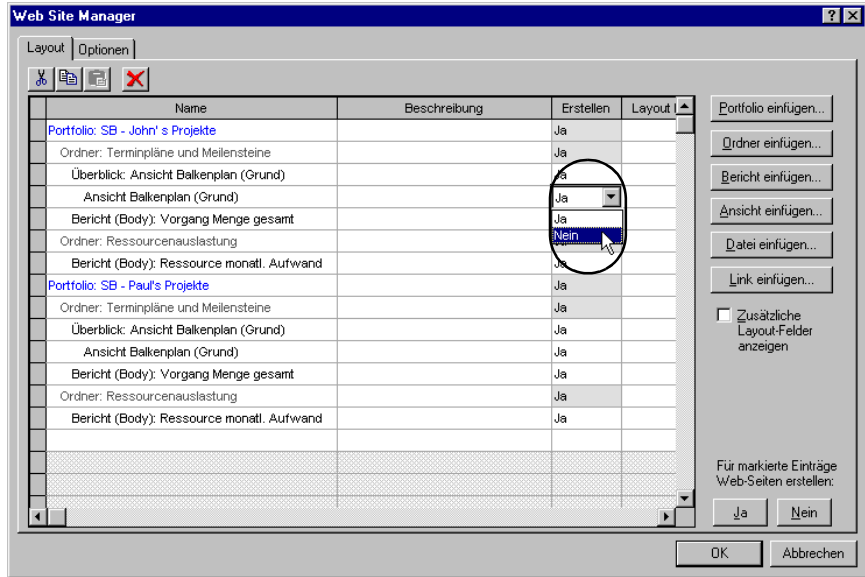 Web Site Manager
Layout Optionen
Name Beschreibung Erstellen Layout
Portfolio: SB - John' s Projekte Ja
Ordner: Terminpläne und Meilensteine Ja
Überblick: Ansicht Balkenplan (Grund) Ja
Ansicht Balkenplan (Grund) Ja
Bericht (Body): Vorgang Menge gesamt Ja
Ordner: Ressourcenauslastung Nein
Bericht (Body): Ressource monatl. Aufwand Ja
Portfolio: SB - Paul's Projekte Ja
Ordner: Terminpläne und Meilensteine Ja
Überblick: Ansicht Balkenplan (Grund) Ja
Ansicht Balkenplan (Grund) Ja
Bericht (Body): Vorgang Menge gesamt Ja
Ordner: Ressourcenauslastung Ja
Bericht (Body): Ressource monatl. Aufwand Ja
Portfolio einfügen...
Ordner einfügen...
Bericht einfügen...
Ansicht einfügen...
Datei einfügen...
Link einfügen...
Zusätzliche
Layout-Felder
anzeigen
Für markierte Einträge
Web-Seiten erstellen:
Ja Nein
OK Abbrechen